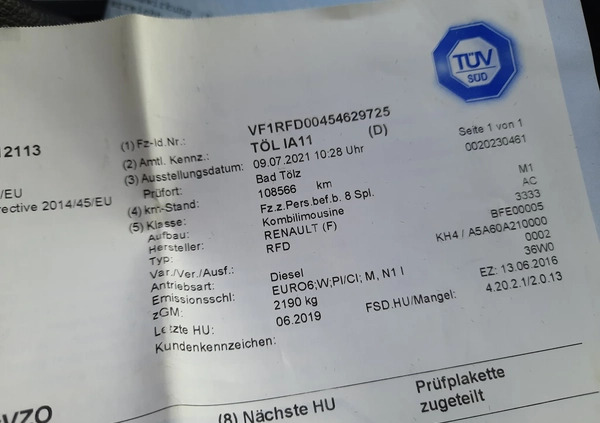 TÜV
SÜD
12113
/EU
rective 2014/45/EU
(1) Fz-Id.Nr.: VF1RFD00454629725
(2) Amtl. Kennz.: TÖL IA11 (D) Seite 1 von 1
(3) Ausstellungsdatum: 09.07.2021 10:28 Uhr 0020230461
Prüfort: Bad Tölz
(4) km-Stand: 108566 km
(5) Klasse: Fz.z.Pers.bef.b. 8 Spl. M1
Aufbau: Kombilimousine AC
Hersteller: RENAULT (F) 3333
Typ: RFD BFE00005
Var./Ver./Ausf.: KH4 / A5A60A210000
Antriebsart: Diesel 0002
Emissionsschl: EURO6;W;PI/CI; M, N1 I 36W0
zGM: 2190 kg EZ: 13.06.2016
Letzte HU: 06.2019 FSD.HU/Mangel: 4.20.2.1/2.0.13
Kundenkennzeichen:
VZO (8) Nächste HU Prüfplakette
zugeteilt